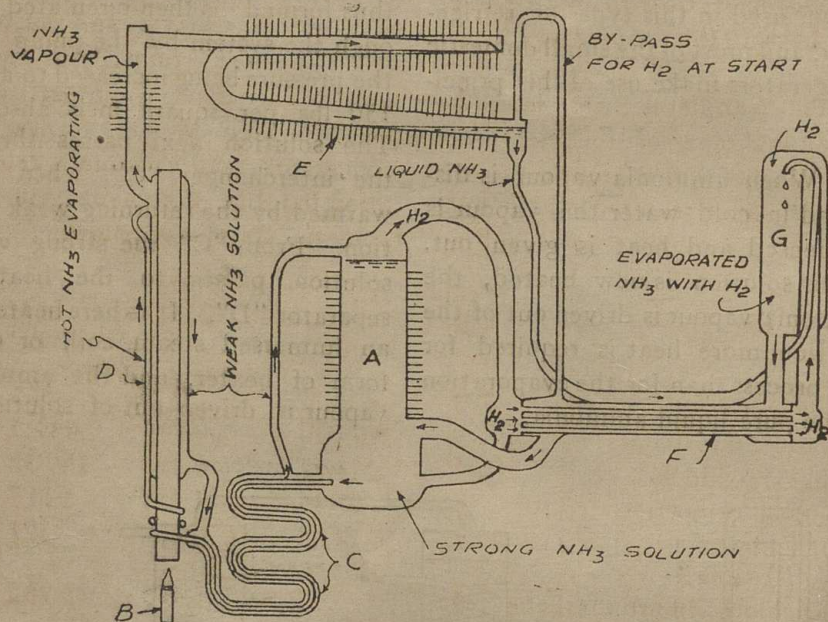 NH3
VAPOUR
BY-PASS
FOR H2 AT START
HOT NH3 EVAPORATING
WEAK NH3 SOLUTION
E
LIQUID NH3
H2
H2
G
EVAPORATED
NH3 WITH H2
A
D
H2
H2
F
C
STRONG NH3 SOLUTION
B